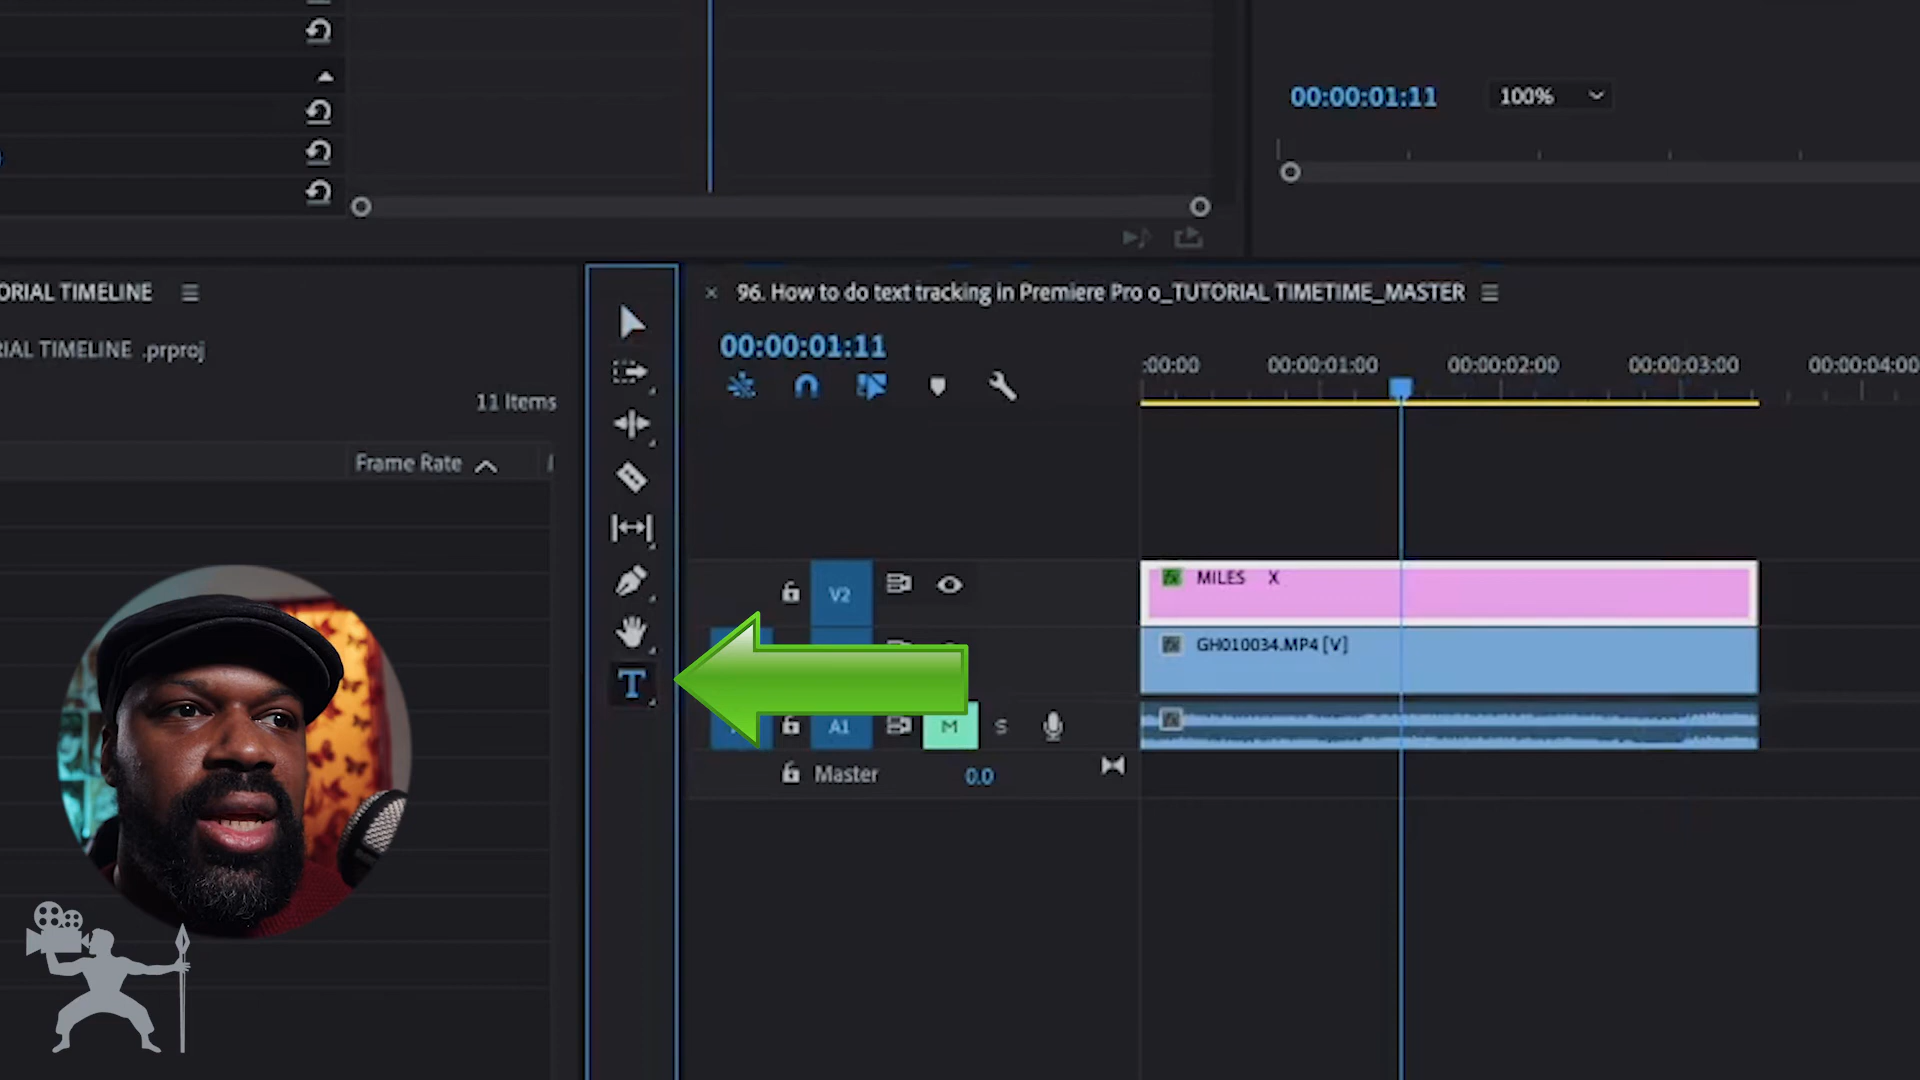 00:00:01:11 100%
ORIAL TIMELINE
96. How to do text tracking in Premiere Pro o_TUTORIAL TIMETIME_MASTER
IAL TIMELINE .prproj
00:00:01:11
:00:00 00:00:01:00 00:00:02:00 00:00:03:00 00:00:04:00
11 Items
Frame Rate
V2
MILES X
GH010034.MP4 [V]
T
A1 M S
Master 0.0